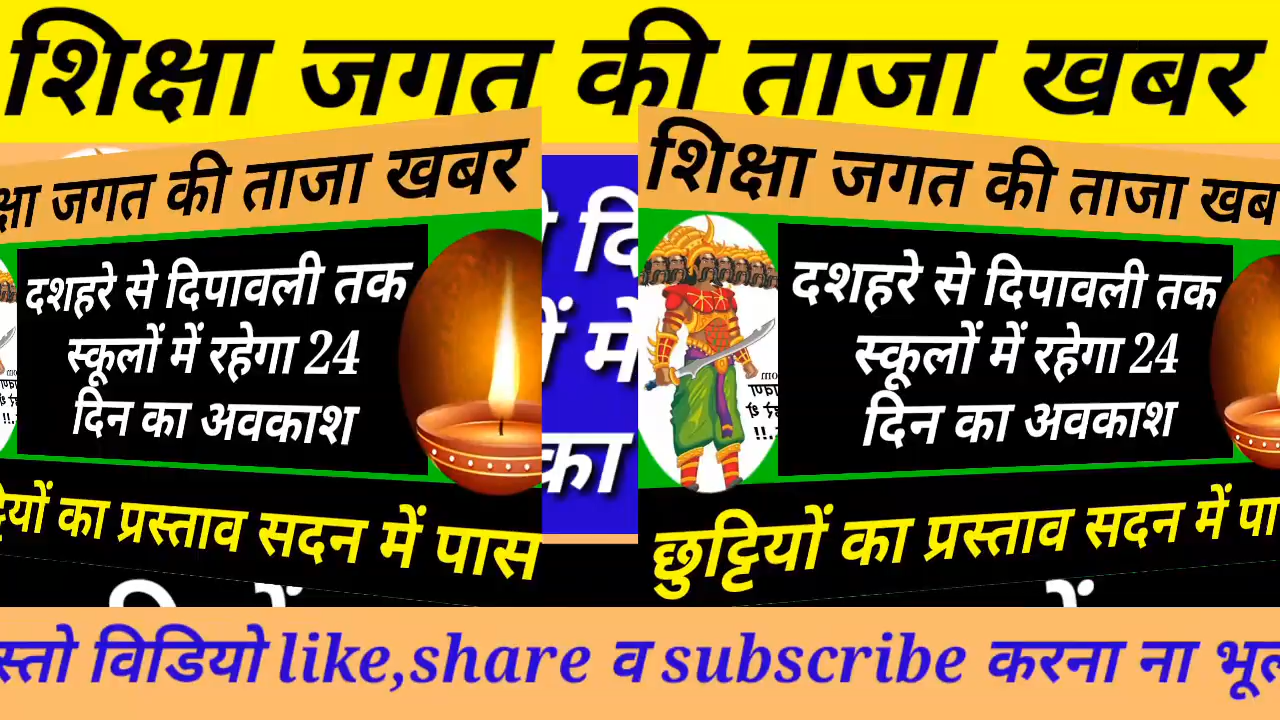 शिक्षा जगत की ताजा खबर
क्षा जगत की ताजा खबर
दशहरे से दिपावली तक
स्कूलों में रहेगा 24
दिन का अवकाश
ट्टियों का प्रस्ताव सदन में पास
दि
में
का
शिक्षा जगत की ताजा खब
दशहरे से दिपावली तक
स्कूलों में रहेगा 24
दिन का अवकाश
छुट्टियों का प्रस्ताव सदन में पा
स्तो विडियो like,share व subscribe करना ना भूल